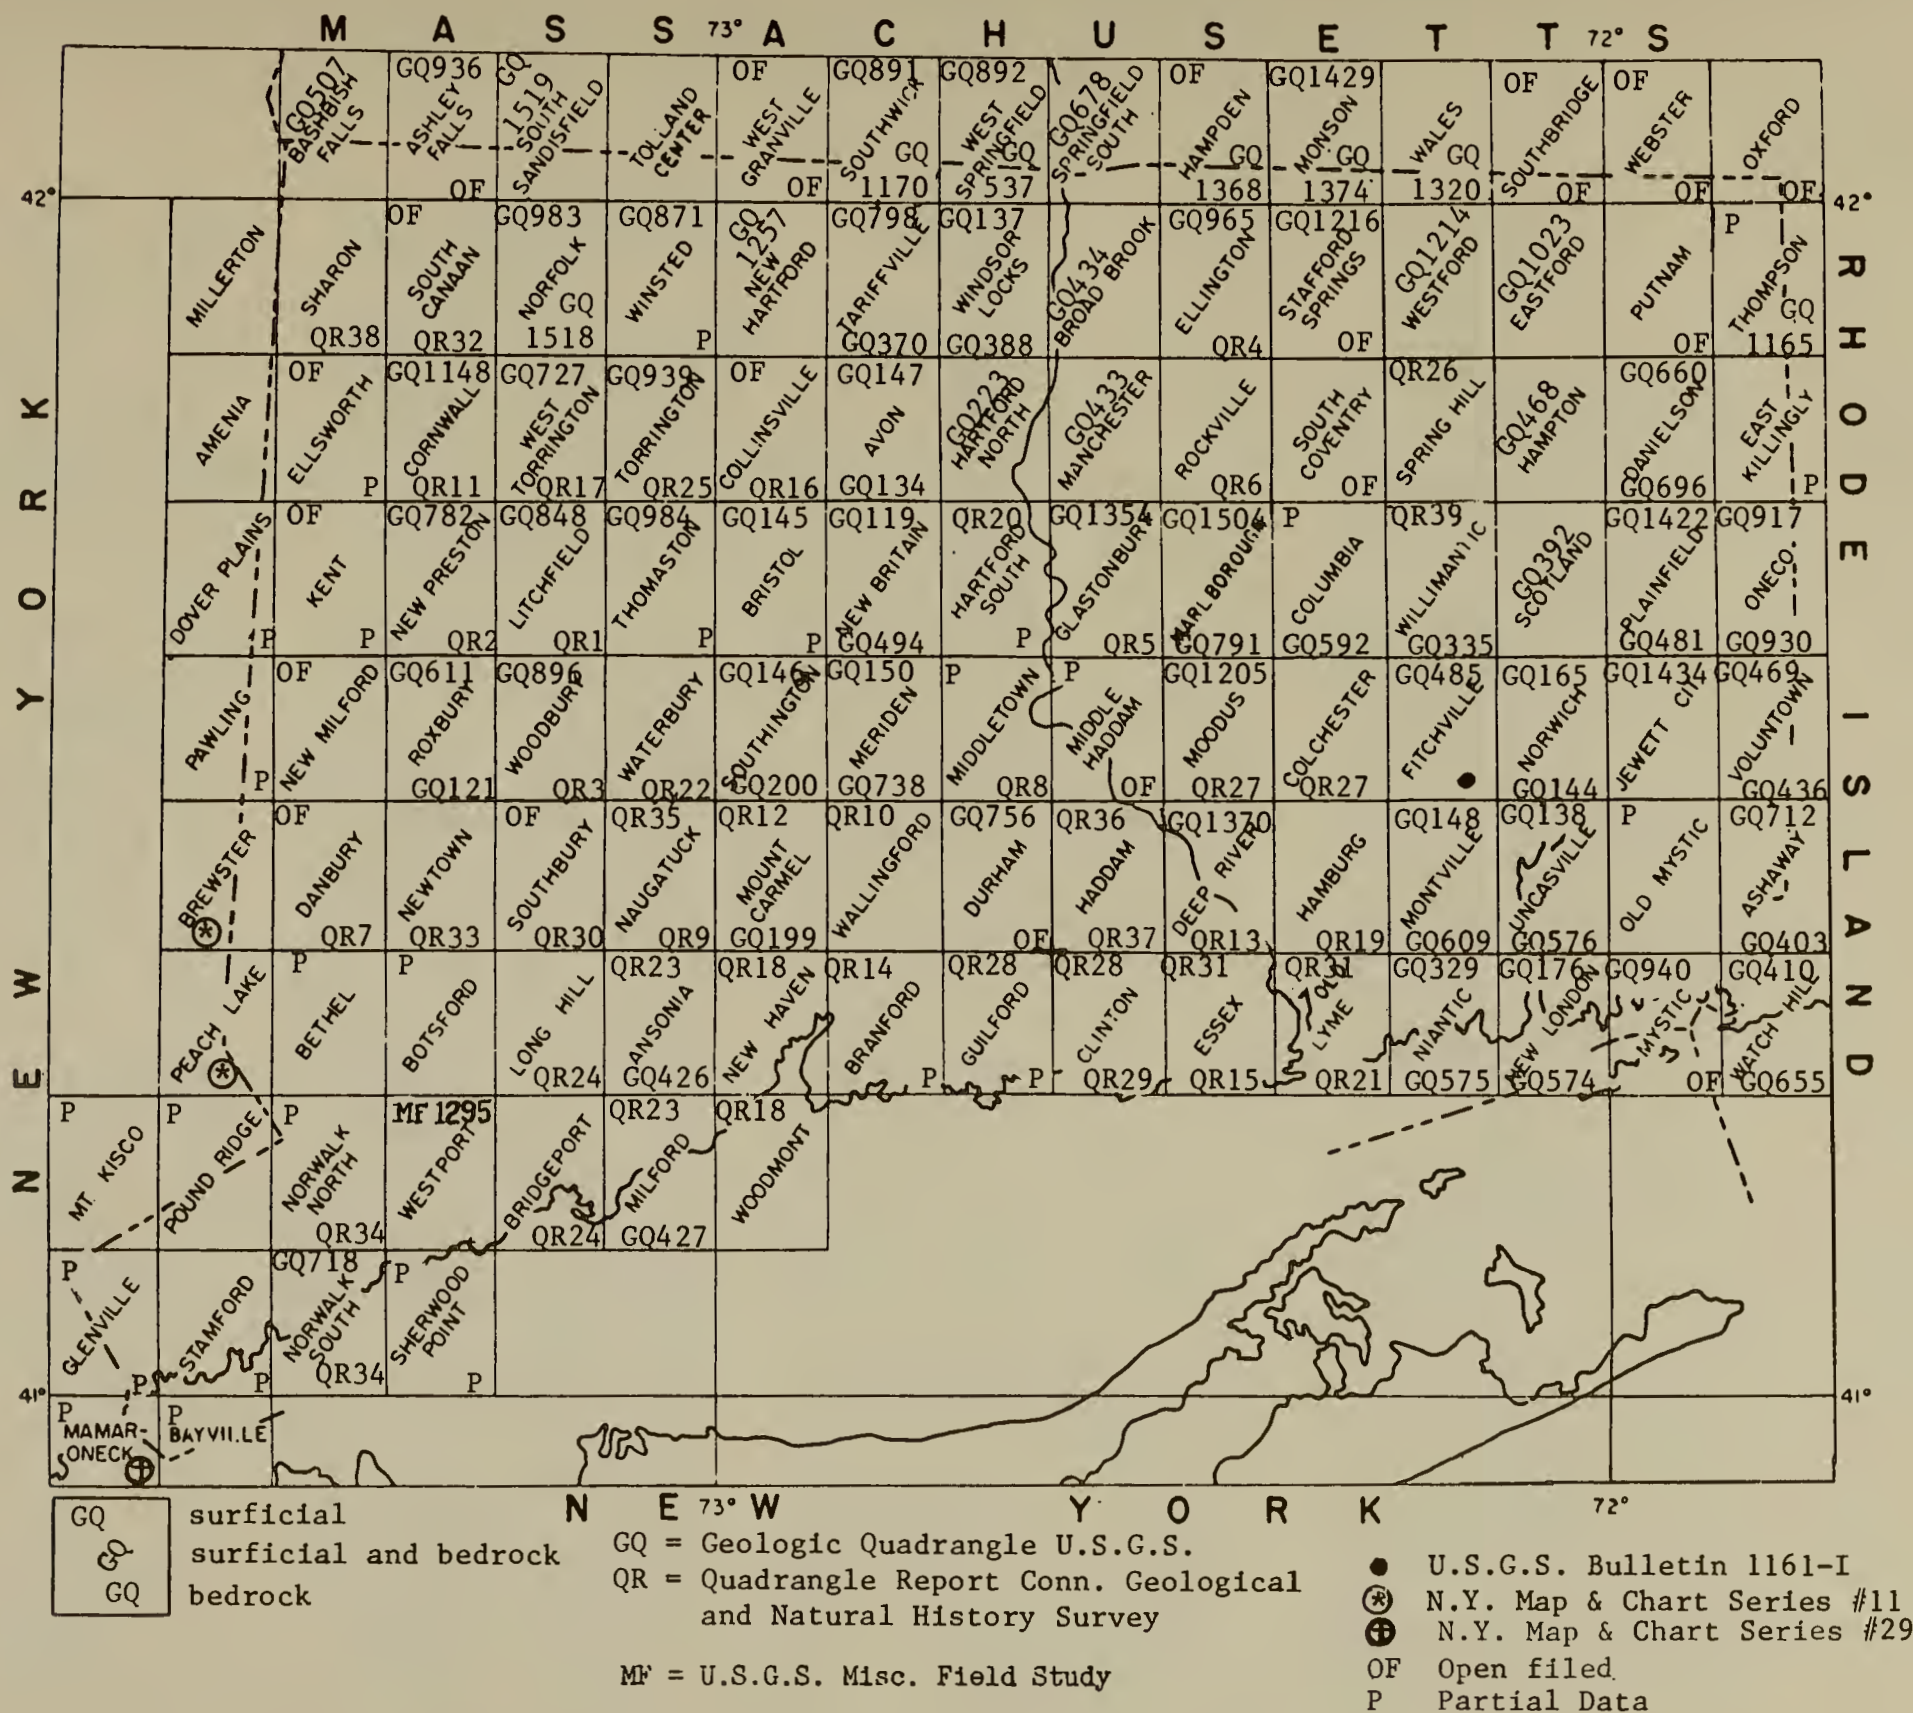 M A S S 73° A C H U S E T T 72° S
GQ507 BASHBISH FALLS
GQ936 ASHLEY FALLS OF
GQ 1519 SOUTH SANDISFIELD
TOLLAND CENTER
OF WEST GRANVILLE OF
GQ891 SOUTHWICK GQ 1170
GQ892 WEST SPRINGFIELD GQ 537
GQ678 SPRINGFIELD SOUTH
OF HAMPDEN GQ 1368
GQ1429 MONSON GQ 1374
WALES GQ 1320
OF SOUTHBRIDGE OF
OF WEBSTER OF
OXFORD OF
42° 42°
MILLERTON
SHARON QR38
OF SOUTH CANAAN QR32
GQ983 NORFOLK GQ 1518
GQ871 WINSTED P
GQ 1257 NEW HARTFORD
GQ798 TARIFFVILLE GQ370
GQ137 WINDSOR LOCKS GQ388
GQ434 BROAD BROOK
GQ965 ELLINGTON QR4
GQ1216 STAFFORD SPRINGS OF
GQ1214 WESTFORD
GQ1023 EASTFORD
PUTNAM OF
P THOMPSON GQ 1165
AMENIA
OF ELLSWORTH P
GQ1148 CORNWALL QR11
GQ727 WEST TORRINGTON QR17
GQ939 TORRINGTON QR25
OF COLLINSVILLE QR16
GQ147 AVON GQ134
GQ223 HARTFORD NORTH
GQ433 MANCHESTER
ROCKVILLE QR6
SOUTH COVENTRY OF
QR26 SPRING HILL
GQ468 HAMPTON
GQ660 DANIELSON GQ696
EAST KILLINGLY P
DOVER PLAINS P
OF KENT P
GQ782 NEW PRESTON QR2
GQ848 LITCHFIELD QR1
GQ984 THOMASTON P
GQ145 BRISTOL P
GQ119 NEW BRITAIN GQ494
QR20 HARTFORD SOUTH P
GQ1354 GLASTONBURY QR5
GQ1504 MARLBOROUGH GQ791
P COLUMBIA GQ592
QR39 WILLIMANTIC GQ335
GQ392 SCOTLAND
GQ1422 PLAINFIELD GQ481
GQ917 ONECO GQ930
PAWLING P
OF NEW MILFORD
GQ611 ROXBURY GQ121
GQ896 WOODBURY QR3
WATERBURY QR22
GQ146 SOUTHINGTON GQ200
GQ150 MERIDEN GQ738
P MIDDLETOWN QR8
P MIDDLE HADDAM OF
GQ1205 MOODUS QR27
COLCHESTER QR27
GQ485 FITCHVILLE
GQ165 NORWICH GQ144
GQ1434 JEWETT CITY
GQ469 VOLUNTOWN GQ436
BREWSTER
OF DANBURY QR7
NEWTOWN QR33
OF SOUTHBURY QR30
QR35 NAUGATUCK QR9
QR12 MOUNT CARMEL GQ199
QR10 WALLINGFORD
GQ756 DURHAM OF
QR36 HADDAM QR37
GQ1370 DEEP RIVER QR13
HAMBURG QR19
GQ148 MONTVILLE GQ609
GQ138 UNCASVILLE GQ576
P OLD MYSTIC
GQ712 ASHAWAY GQ403
PEACH LAKE
P BETHEL
P BOTSFORD
LONG HILL QR24
QR23 ANSONIA GQ426
QR18 NEW HAVEN
QR14 BRANFORD P
QR28 GUILFORD P
QR28 CLINTON QR29
QR31 ESSEX QR15
QR31 OLD LYME QR21
GQ329 NIANTIC GQ575
GQ176 NEW LONDON GQ574
GQ940 MYSTIC OF
GQ410 WATCH HILL GQ655
P MT. KISCO
P POUND RIDGE
P NORWALK NORTH QR34
MF 1295 WESTPORT
BRIDGEPORT QR24
QR23 MILFORD GQ427
QR18 WOODMONT
P GLENVILLE P
STAMFORD P
GQ718 NORWALK SOUTH QR34
P SHERWOOD POINT P
41° 41°
P MAMAR-
ONECK
P BAYVILLE
NEW YORK
RHODE ISLAND
N E 73° W Y O R K 72°
GQ surficial
GQ surficial and bedrock
GQ bedrock
GQ = Geologic Quadrangle U.S.G.S.
QR = Quadrangle Report Conn. Geological
and Natural History Survey
MF = U.S.G.S. Misc. Field Study
U.S.G.S. Bulletin 1161-I
N.Y. Map & Chart Series #11
N.Y. Map & Chart Series #29
OF Open filed.
P Partial Data